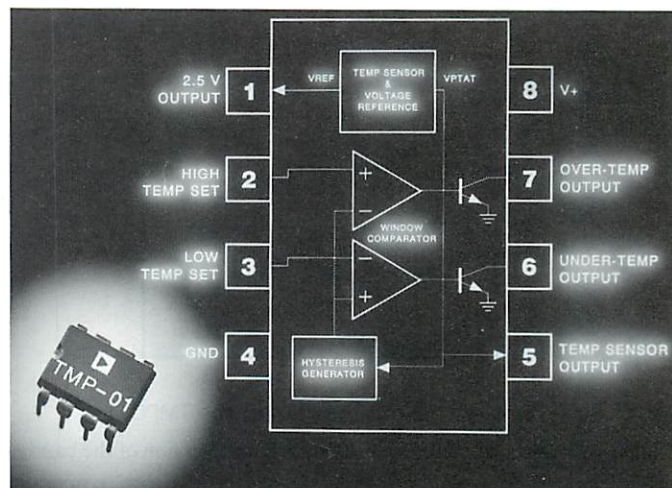 2.5 V
OUTPUT
1
VREF
TEMP SENSOR
&
VOLTAGE
REFERENCE
VPTAT
8
V+
HIGH
TEMP SET
2
+
−
7
OVER-TEMP
OUTPUT
WINDOW
COMPARATOR
LOW
TEMP SET
3
−
+
6
UNDER-TEMP
OUTPUT
GND
4
HYSTERESIS
GENERATOR
5
TEMP SENSOR
OUTPUT
TMP-01